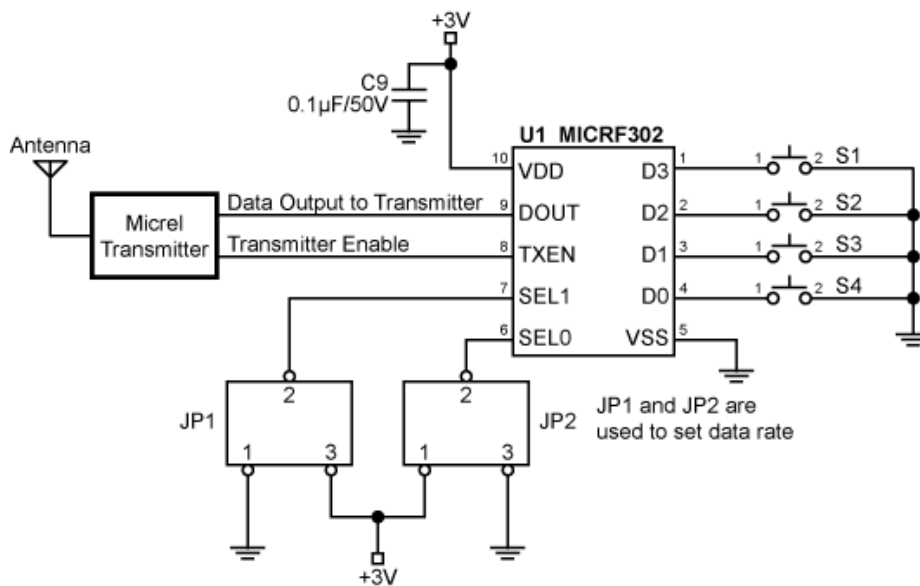 +3V
C9
0.1µF/50V
U1 MICRF302
Antenna
Micrel
Transmitter
Data Output to Transmitter
Transmitter Enable
10 VDD
9 DOUT
8 TXEN
7 SEL1
6 SEL0
D3 1
D2 2
D1 3
D0 4
VSS 5
1 2 S1
1 2 S2
1 2 S3
1 2 S4
JP1
2
1 3
JP2
2
1 3
JP1 and JP2 are
used to set data rate
+3V